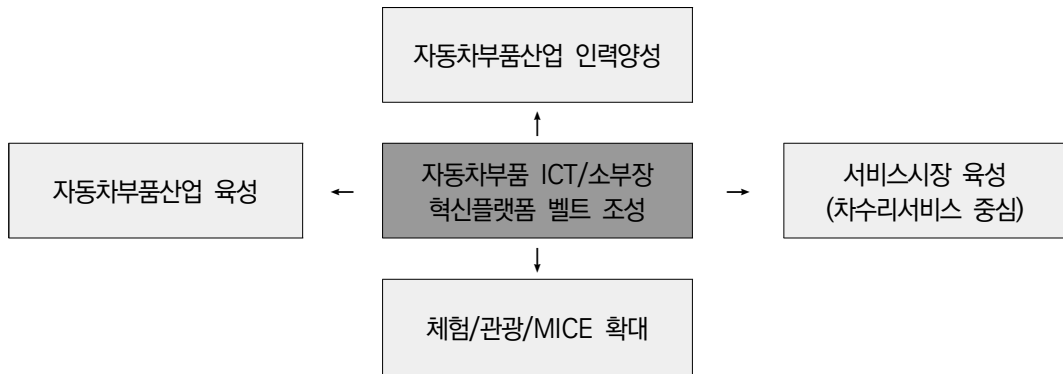 자동차부품산업 인력양성
자동차부품산업 육성
자동차부품 ICT/소부장
혁신플랫폼 벨트 조성
서비스시장 육성
(차수리서비스 중심)
체험/관광/MICE 확대